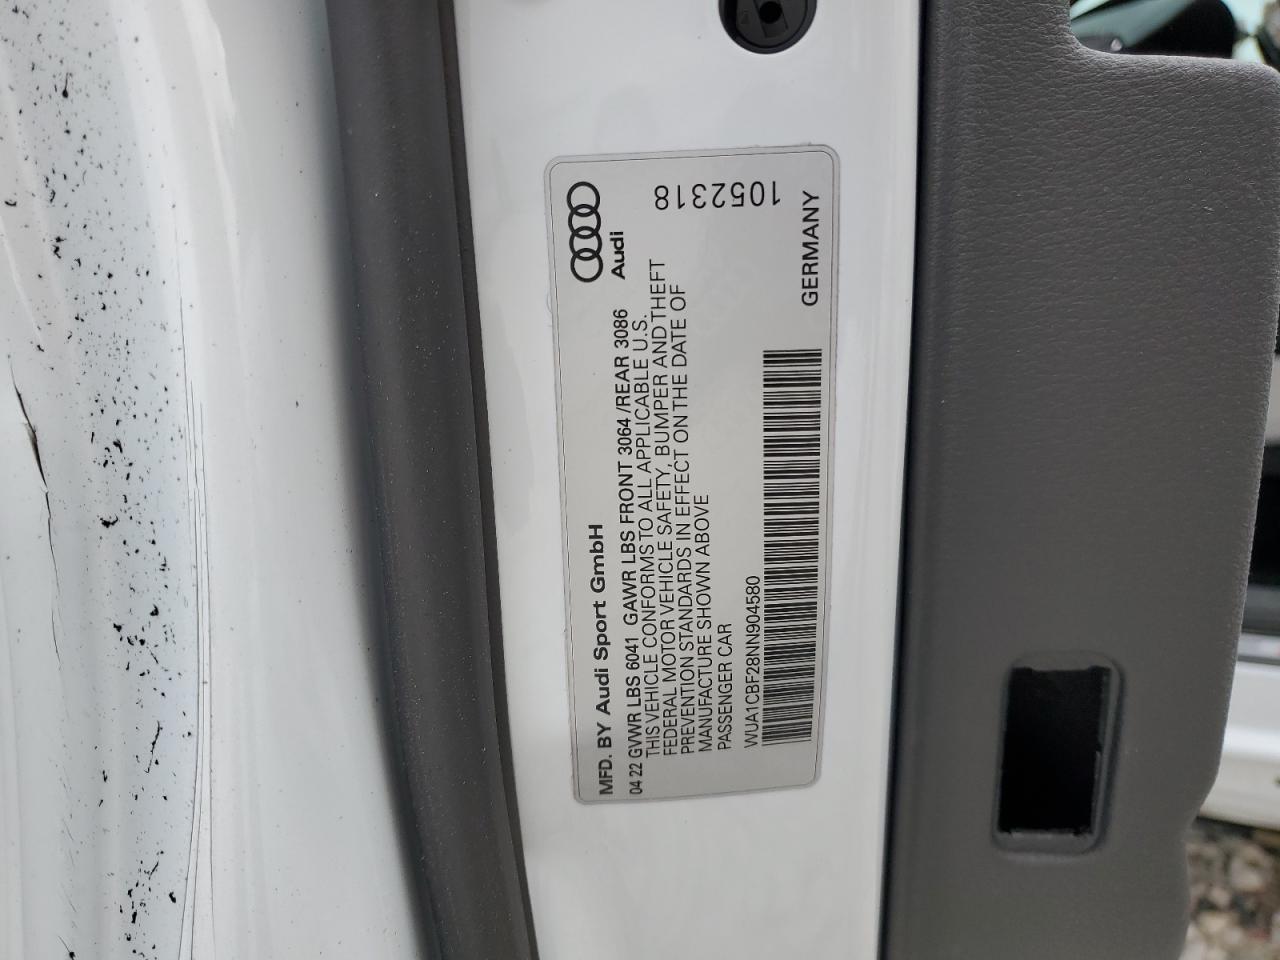 MFD. BY Audi Sport GmbH
Audi
04 22 GVWR LBS 6041 GAWR LBS FRONT 3064 /REAR 3086
THIS VEHICLE CONFORMS TO ALL APPLICABLE U.S.
FEDERAL MOTOR VEHICLE SAFETY, BUMPER AND THEFT
PREVENTION STANDARDS IN EFFECT ON THE DATE OF
MANUFACTURE SHOWN ABOVE
PASSENGER CAR
WUA1CBF28NN904580
GERMANY
1052318